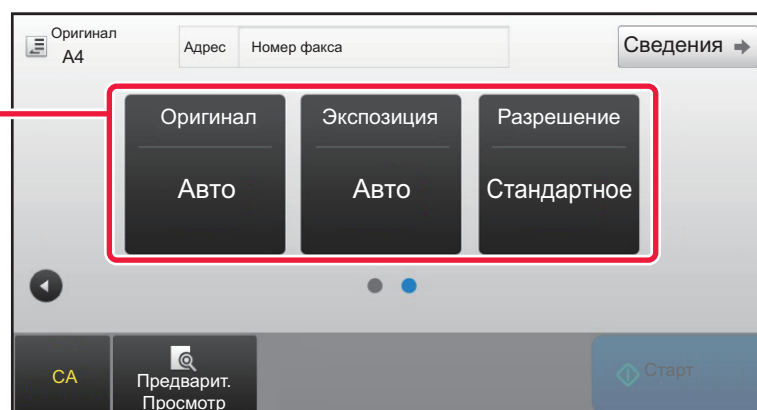 Оригинал
A4
Адрес
Номер факса
Сведения
Оригинал
Экспозиция
Разрешение
Авто
Авто
Стандартное
CA
Предварит.
Просмотр
Старт